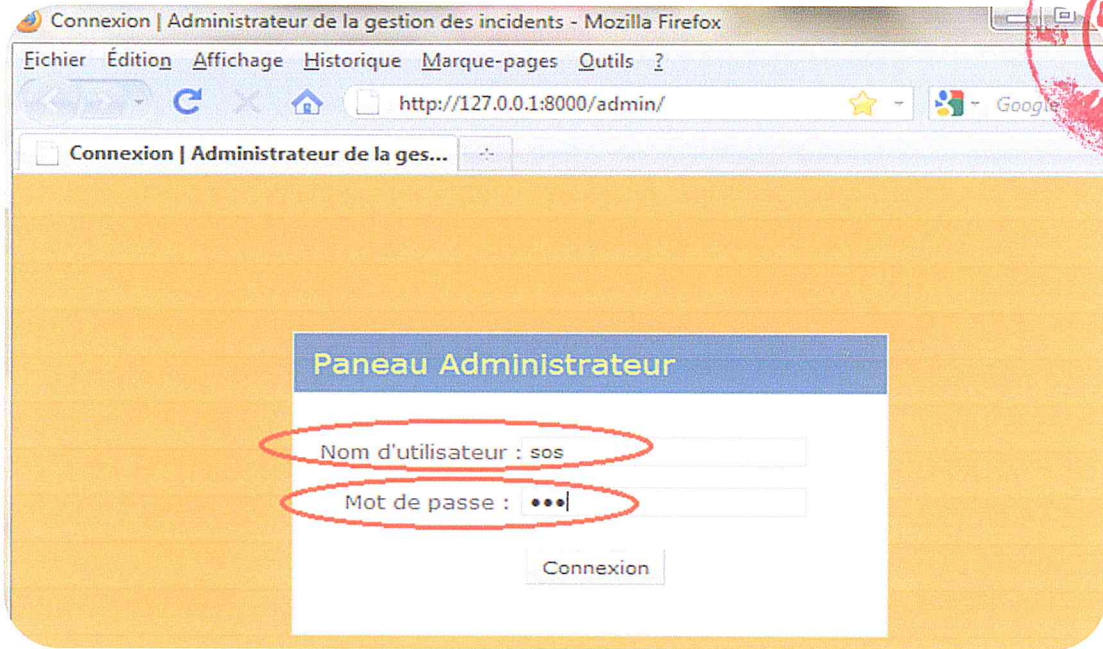 Connexion | Administrateur de la gestion des incidents - Mozilla Firefox
Fichier Édition Affichage Historique Marque-pages Outils ?
http://127.0.0.1:8000/admin/
Google
Connexion | Administrateur de la ges...
Paneau Administrateur
Nom d'utilisateur : sos
Mot de passe : •••
Connexion